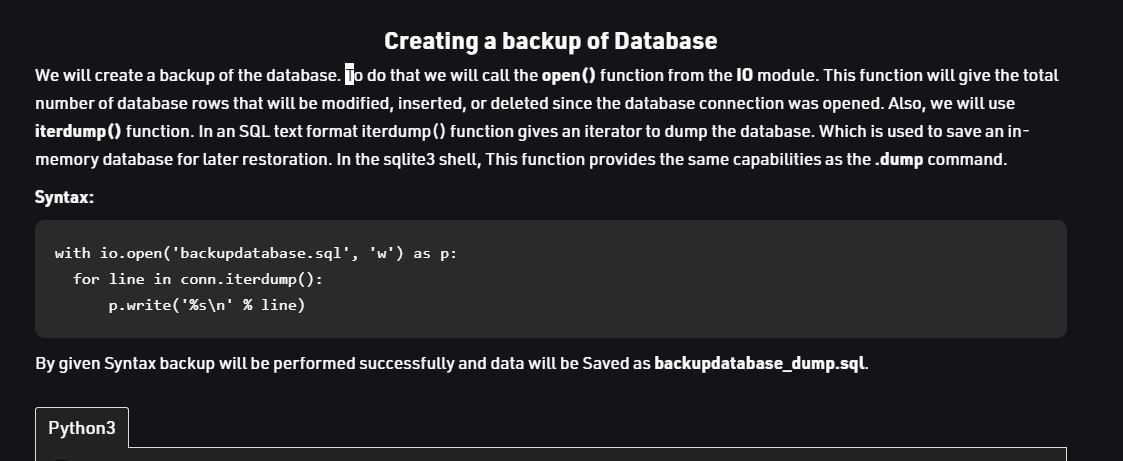 Creating a backup of Database
We will create a backup of the database. To do that we will call the open() function from the IO module. This function will give the total
number of database rows that will be modified, inserted, or deleted since the database connection was opened. Also, we will use
iterdump() function. In an SQL text format iterdump() function gives an iterator to dump the database. Which is used to save an in-
memory database for later restoration. In the sqlite3 shell, This function provides the same capabilities as the .dump command.
Syntax:
with io.open('backupdatabase.sql', 'w') as p:
  for line in conn.iterdump():
      p.write('%s\n' % line)
By given Syntax backup will be performed successfully and data will be Saved as backupdatabase_dump.sql.
Python3